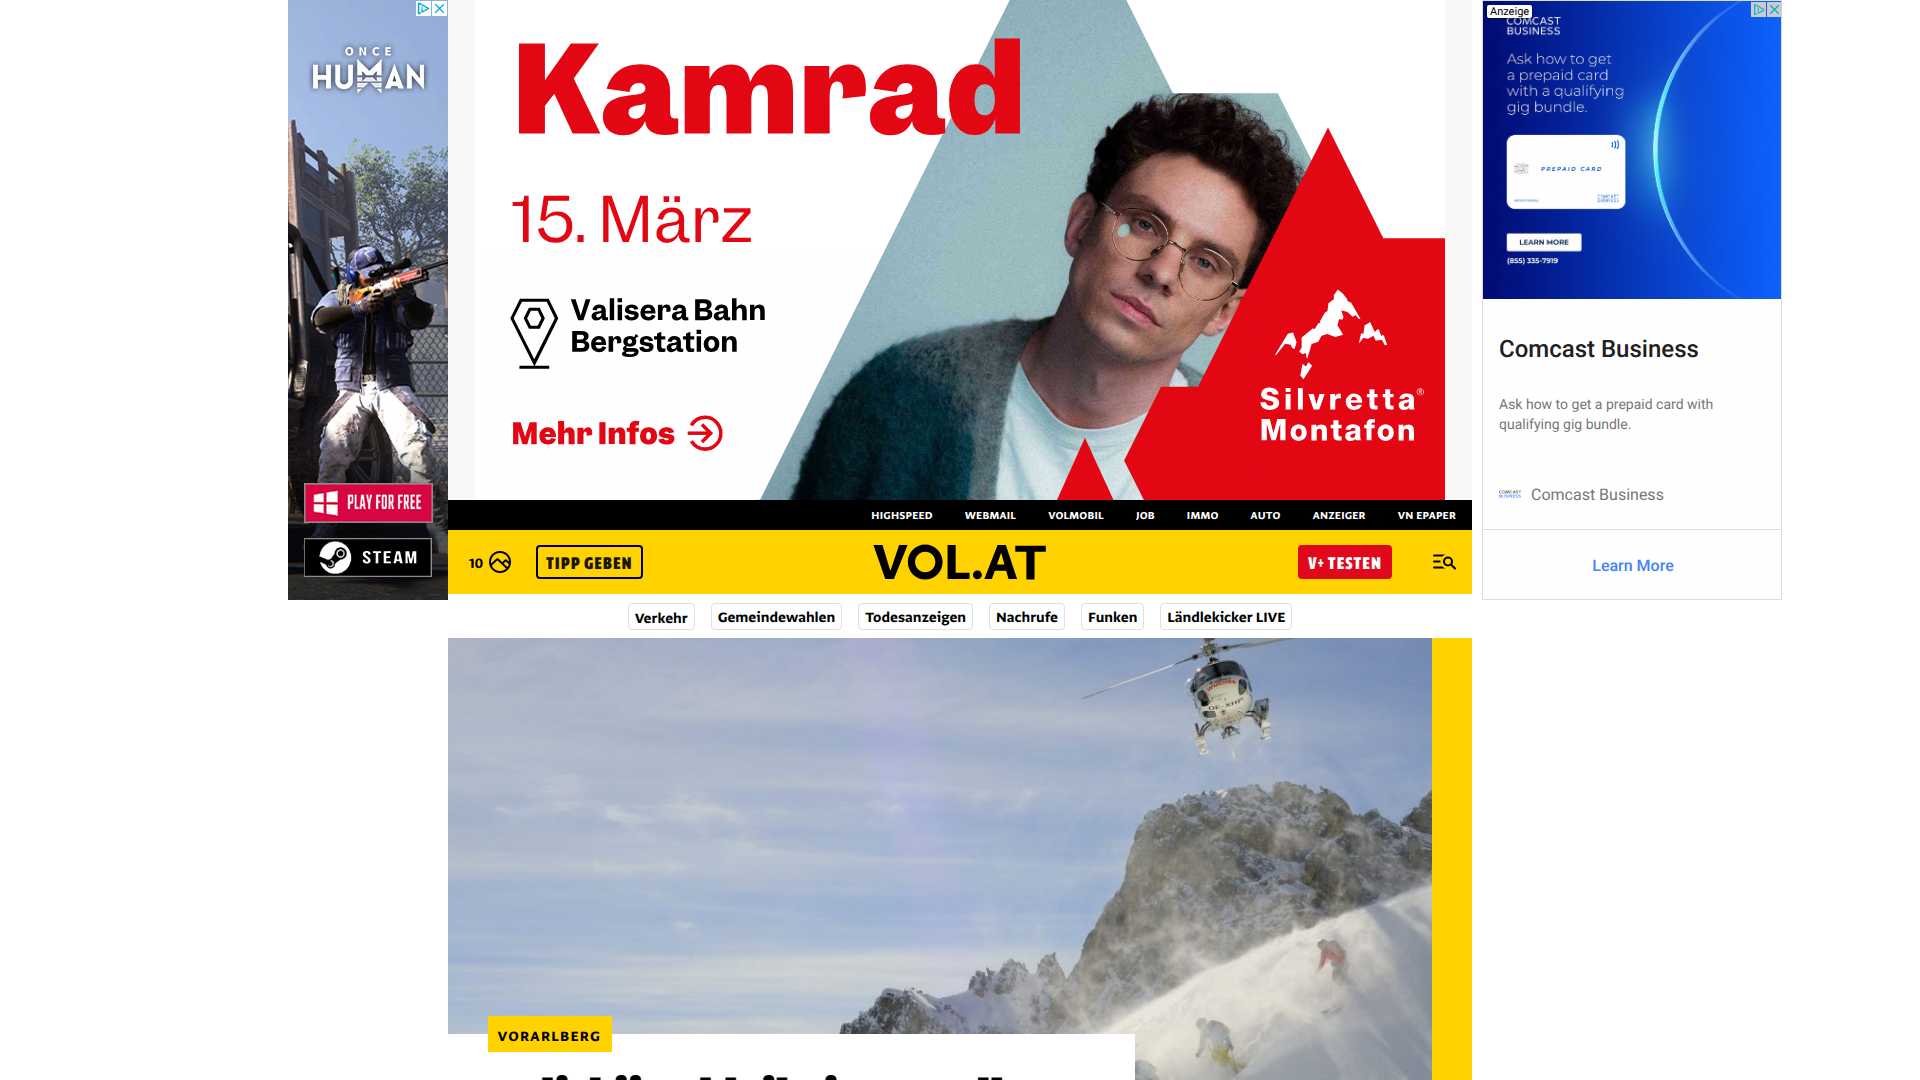 ONCE
HUMAN
PLAY FOR FREE
STEAM
Kamrad
15. März
Valisera Bahn
Bergstation
Mehr Infos
Silvretta®
Montafon
Anzeige
COMCAST
BUSINESS
Ask how to get
a prepaid card
with a qualifying
gig bundle.
PREPAID CARD
LEARN MORE
(855) 335-7919
Comcast Business
Ask how to get a prepaid card with
qualifying gig bundle.
Comcast Business
Learn More
HIGHSPEED WEBMAIL VOLMOBIL JOB IMMO AUTO ANZEIGER VN EPAPER
10 TIPP GEBEN VOL.AT V+ TESTEN
Verkehr Gemeindewahlen Todesanzeigen Nachrufe Funken Ländlekicker LIVE
VORARLBERG